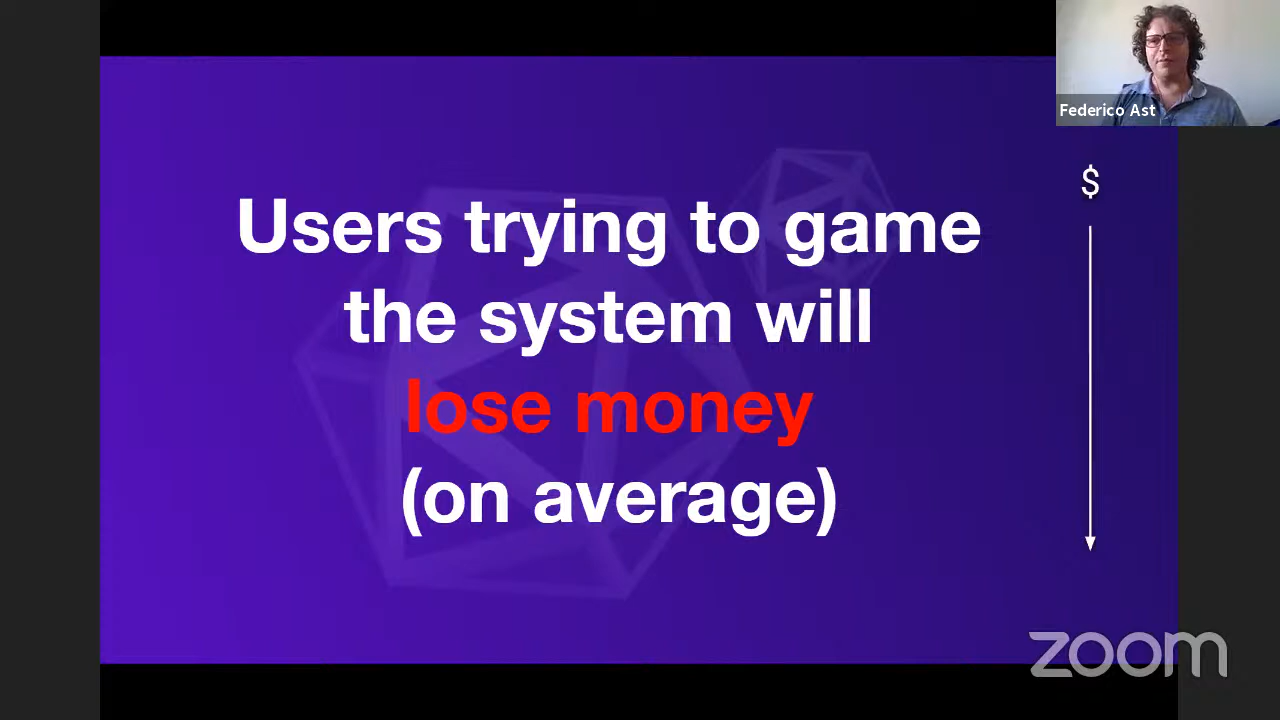 Federico Ast
$
Users trying to game
the system will
lose money
(on average)
zoom